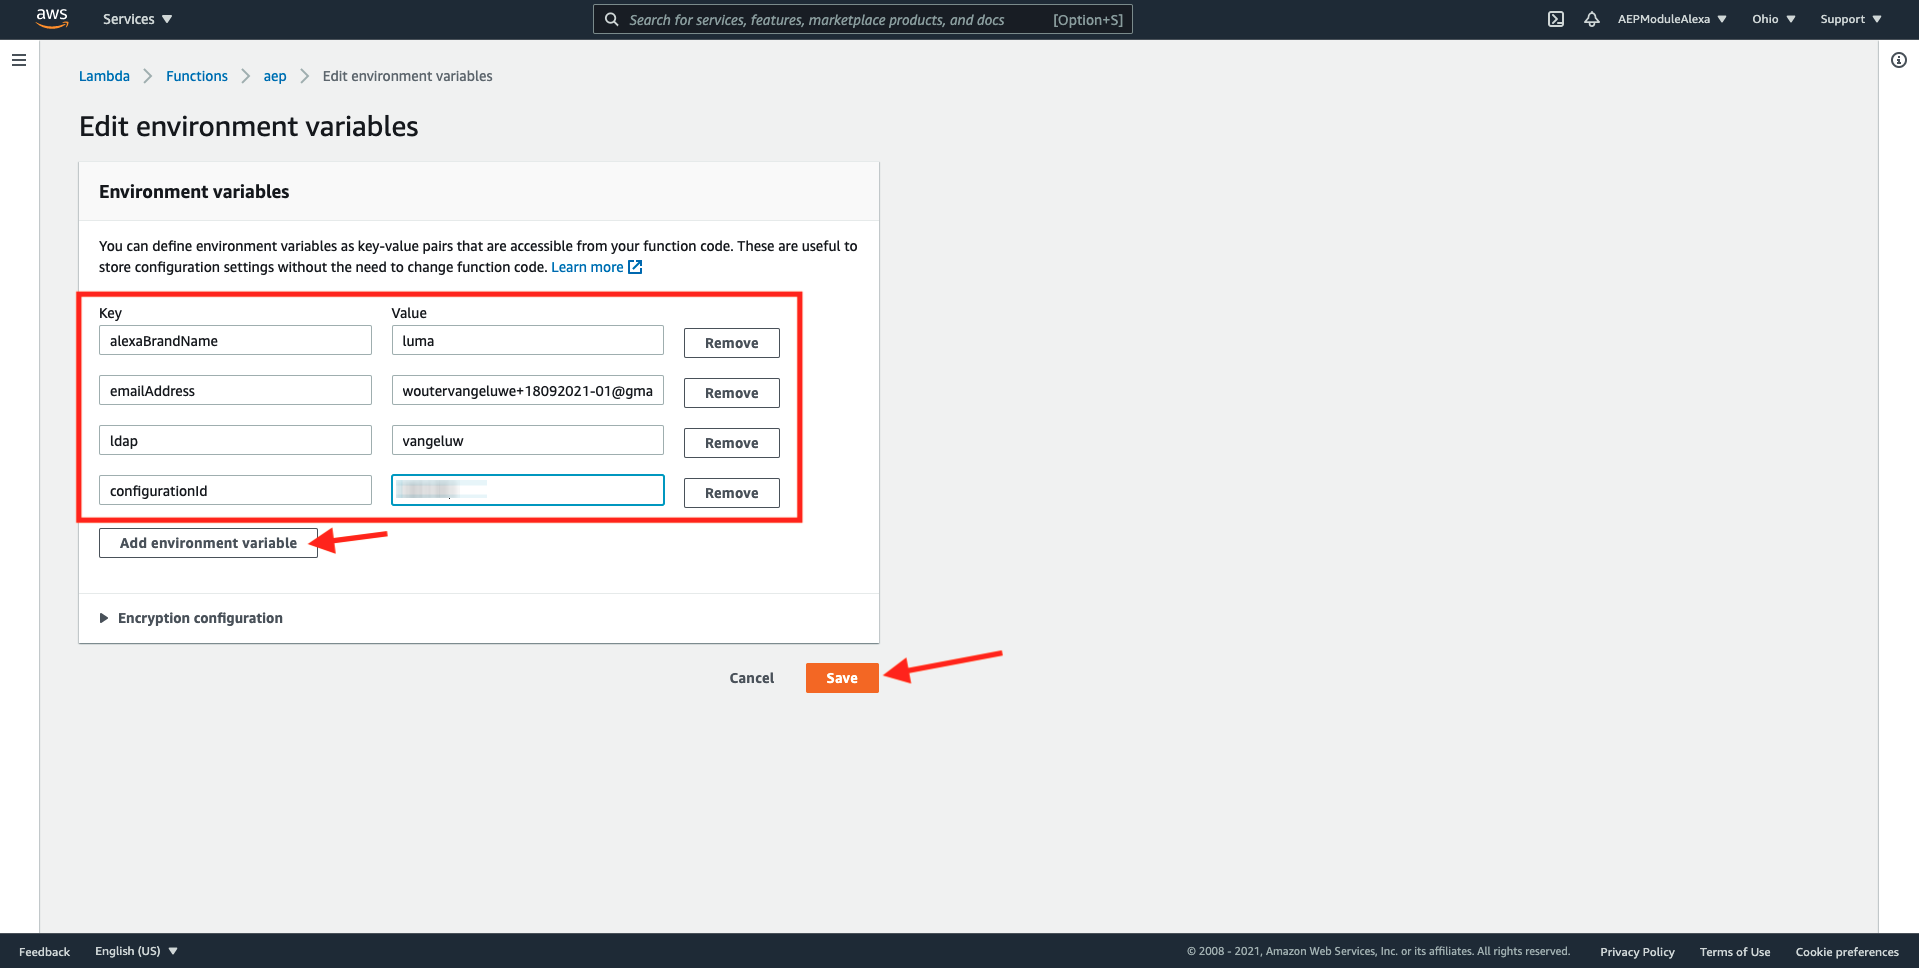 aws Services Search for services, features, marketplace products, and docs [Option+S] AEPModuleAlexa Ohio Support
Lambda Functions aep Edit environment variables
Edit environment variables
Environment variables
You can define environment variables as key-value pairs that are accessible from your function code. These are useful to
store configuration settings without the need to change function code. Learn more
Key Value
alexaBrandName luma Remove
emailAddress woutervangeluwe+18092021-01@gma Remove
ldap vangeluw Remove
configurationId Remove
Add environment variable
Encryption configuration
Cancel Save
Feedback English (US) © 2008 - 2021, Amazon Web Services, Inc. or its affiliates. All rights reserved. Privacy Policy Terms of Use Cookie preferences